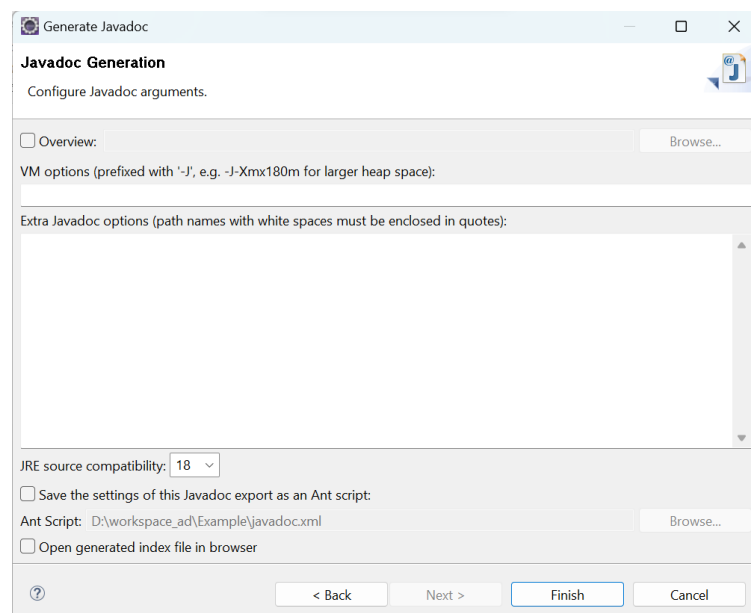 Generate Javadoc
Javadoc Generation
Configure Javadoc arguments.
@J
Overview: Browse...
VM options (prefixed with '-J', e.g. -J-Xmx180m for larger heap space):
Extra Javadoc options (path names with white spaces must be enclosed in quotes):
JRE source compatibility: 18
Save the settings of this Javadoc export as an Ant script:
Ant Script: D:\workspace_ad\Example\javadoc.xml Browse...
Open generated index file in browser
? < Back Next > Finish Cancel